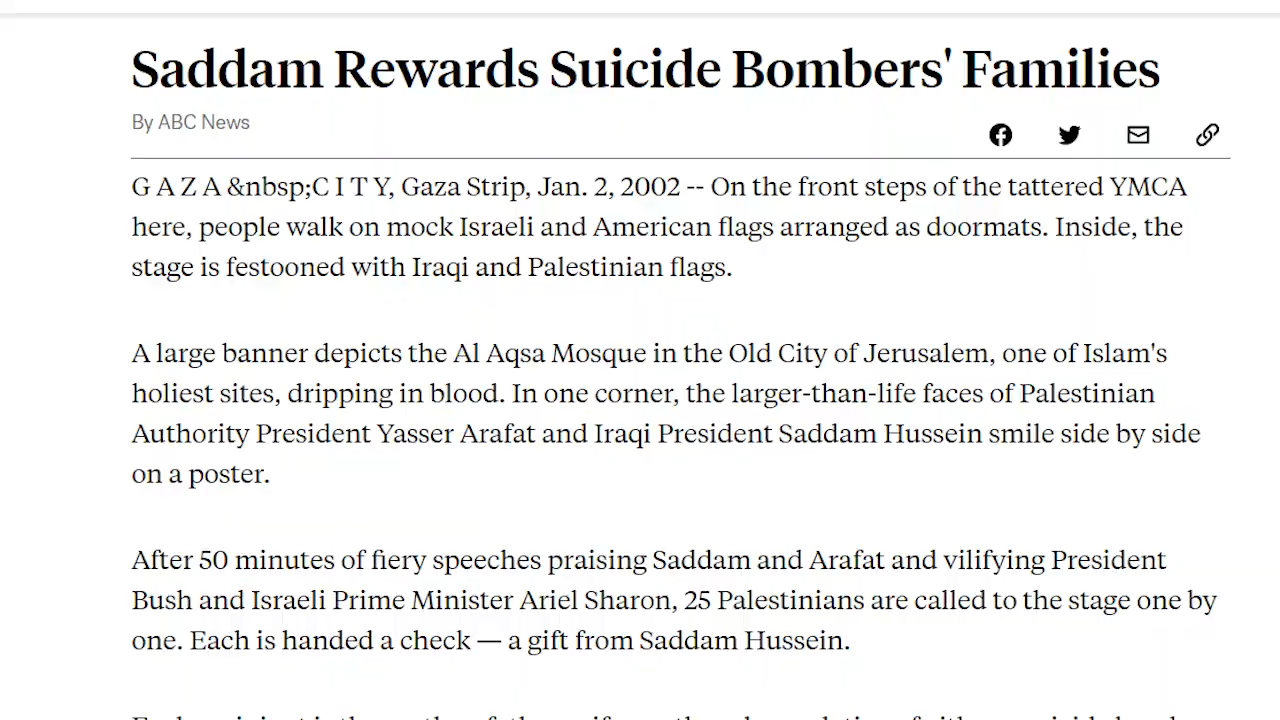 Saddam Rewards Suicide Bombers' Families
By ABC News
G A Z A &nbsp;C I T Y, Gaza Strip, Jan. 2, 2002 -- On the front steps of the tattered YMCA
here, people walk on mock Israeli and American flags arranged as doormats. Inside, the
stage is festooned with Iraqi and Palestinian flags.
A large banner depicts the Al Aqsa Mosque in the Old City of Jerusalem, one of Islam's
holiest sites, dripping in blood. In one corner, the larger-than-life faces of Palestinian
Authority President Yasser Arafat and Iraqi President Saddam Hussein smile side by side
on a poster.
After 50 minutes of fiery speeches praising Saddam and Arafat and vilifying President
Bush and Israeli Prime Minister Ariel Sharon, 25 Palestinians are called to the stage one by
one. Each is handed a check — a gift from Saddam Hussein.